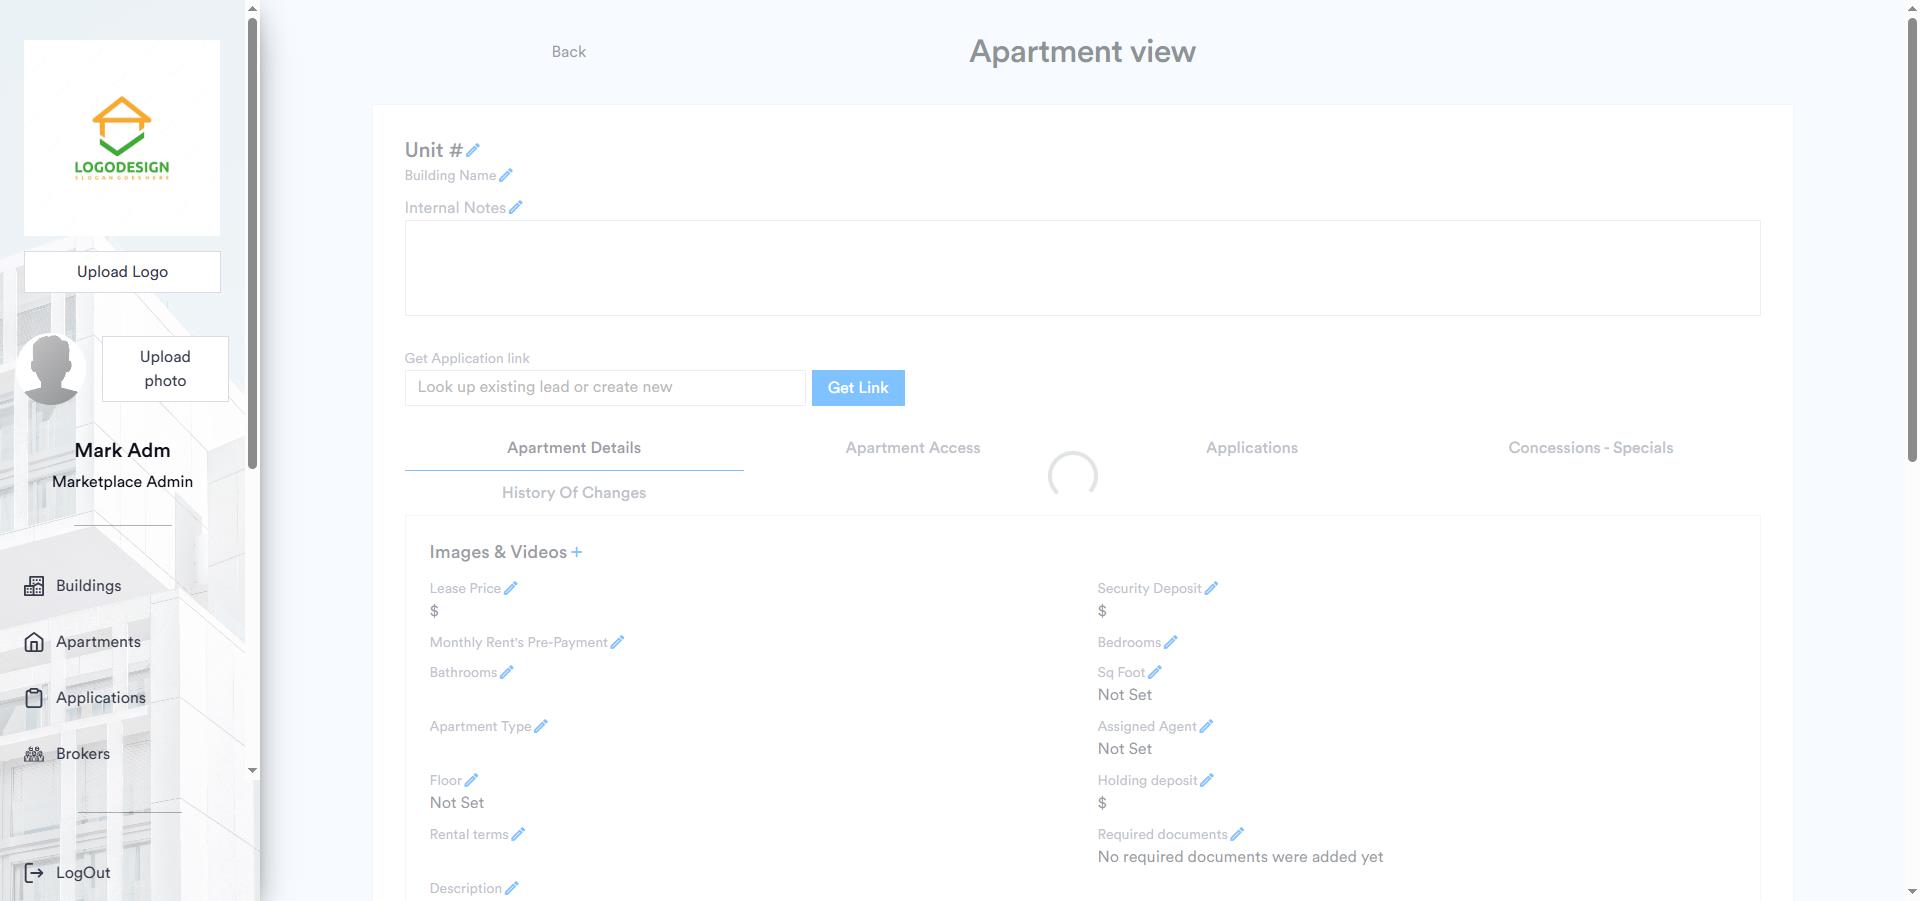 LOGODESIGN
SLOGAN GOES HERE
Upload Logo
Upload
photo
Mark Adm
Marketplace Admin
Buildings
Apartments
Applications
Brokers
LogOut
Back
Apartment view
Unit #
Building Name
Internal Notes
Get Application link
Look up existing lead or create new
Get Link
Apartment Details
Apartment Access
Applications
Concessions - Specials
History Of Changes
Images & Videos +
Lease Price
$
Security Deposit
$
Monthly Rent's Pre-Payment
Bedrooms
Bathrooms
Sq Foot
Not Set
Apartment Type
Assigned Agent
Not Set
Floor
Not Set
Holding deposit
$
Rental terms
Required documents
No required documents were added yet
Description